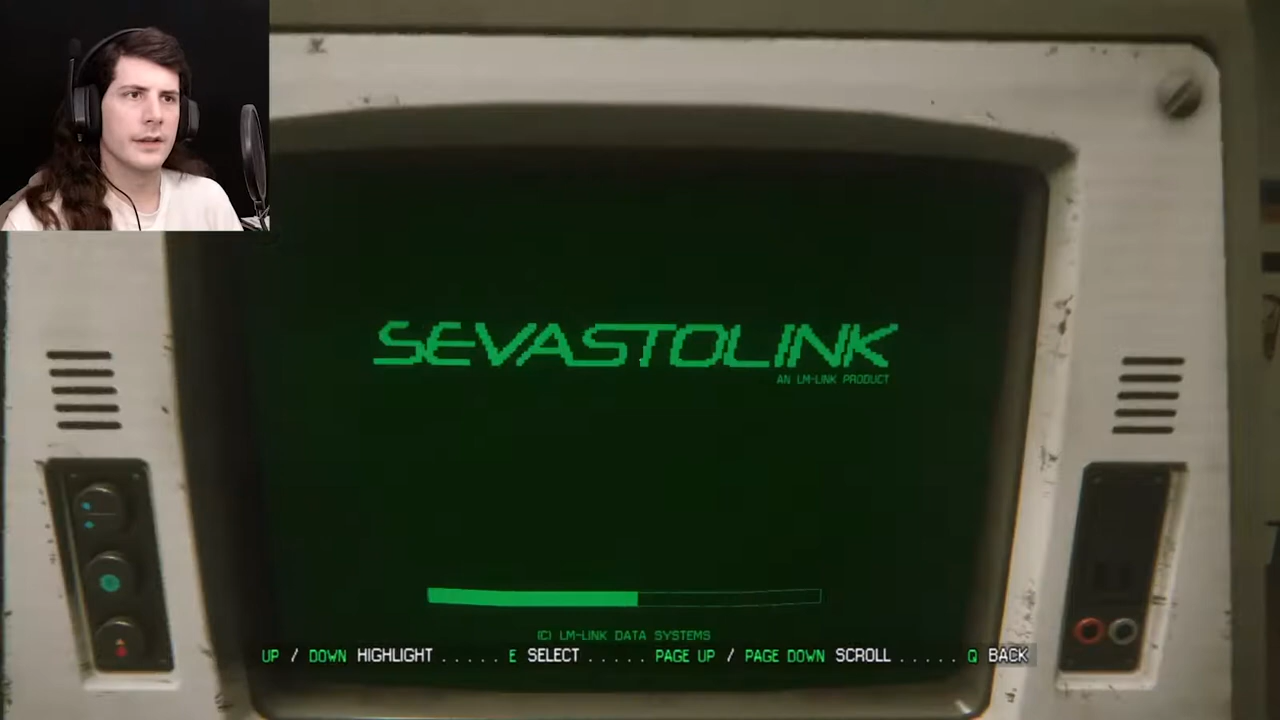 SEVASTOLINK
AN LM-LINK PRODUCT
(C) LM-LINK DATA SYSTEMS
UP / DOWN HIGHLIGHT ..... E SELECT ..... PAGE UP / PAGE DOWN SCROLL ..... Q BACK